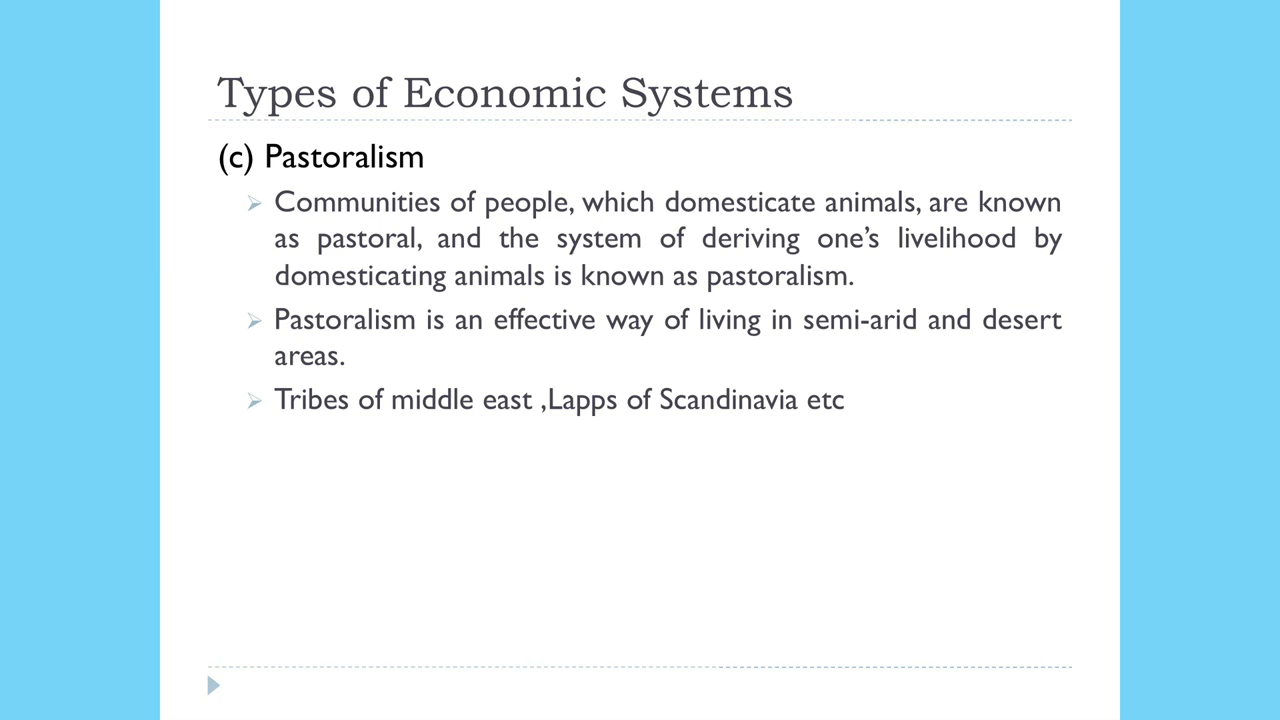 Types of Economic Systems
(c) Pastoralism
Communities of people, which domesticate animals, are known
as pastoral, and the system of deriving one’s livelihood by
domesticating animals is known as pastoralism.
Pastoralism is an effective way of living in semi-arid and desert
areas.
Tribes of middle east ,Lapps of Scandinavia etc